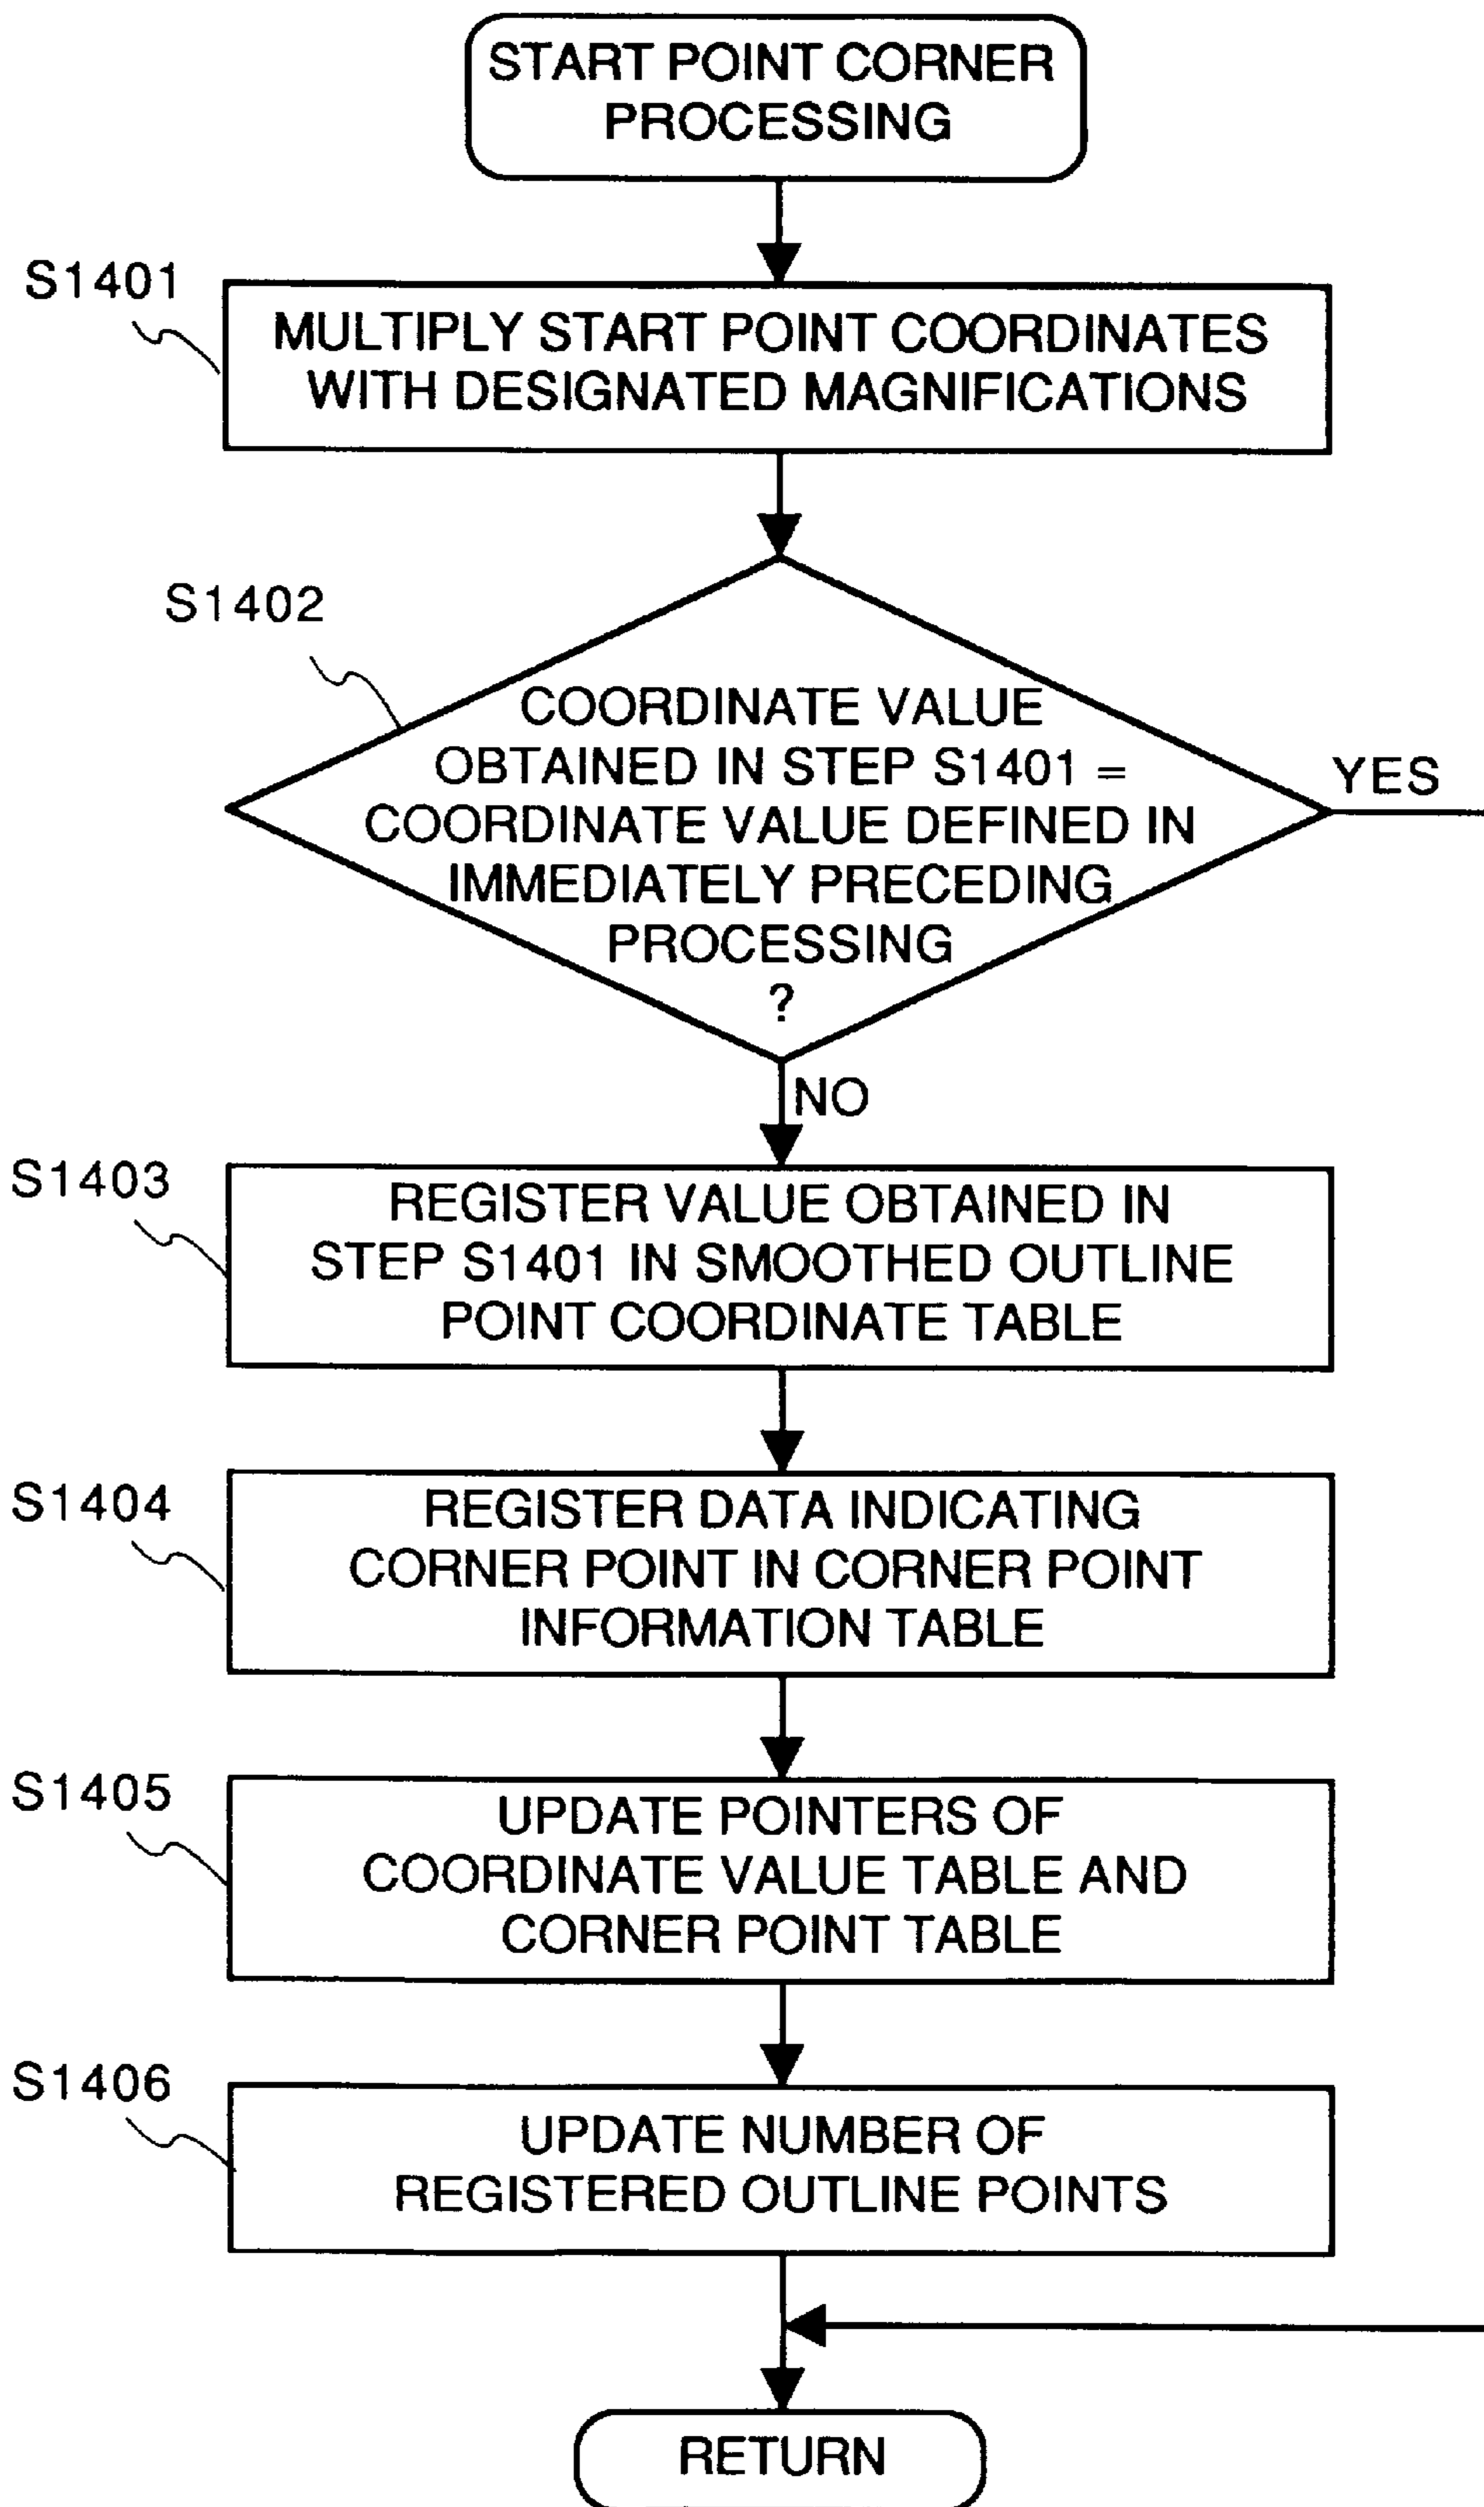 START POINT CORNER
PROCESSING
S1401
MULTIPLY START POINT COORDINATES
WITH DESIGNATED MAGNIFICATIONS
S1402
COORDINATE VALUE
OBTAINED IN STEP S1401 =
COORDINATE VALUE DEFINED IN
IMMEDIATELY PRECEDING
PROCESSING
?
YES
NO
S1403
REGISTER VALUE OBTAINED IN
STEP S1401 IN SMOOTHED OUTLINE
POINT COORDINATE TABLE
S1404
REGISTER DATA INDICATING
CORNER POINT IN CORNER POINT
INFORMATION TABLE
S1405
UPDATE POINTERS OF
COORDINATE VALUE TABLE AND
CORNER POINT TABLE
S1406
UPDATE NUMBER OF
REGISTERED OUTLINE POINTS
RETURN